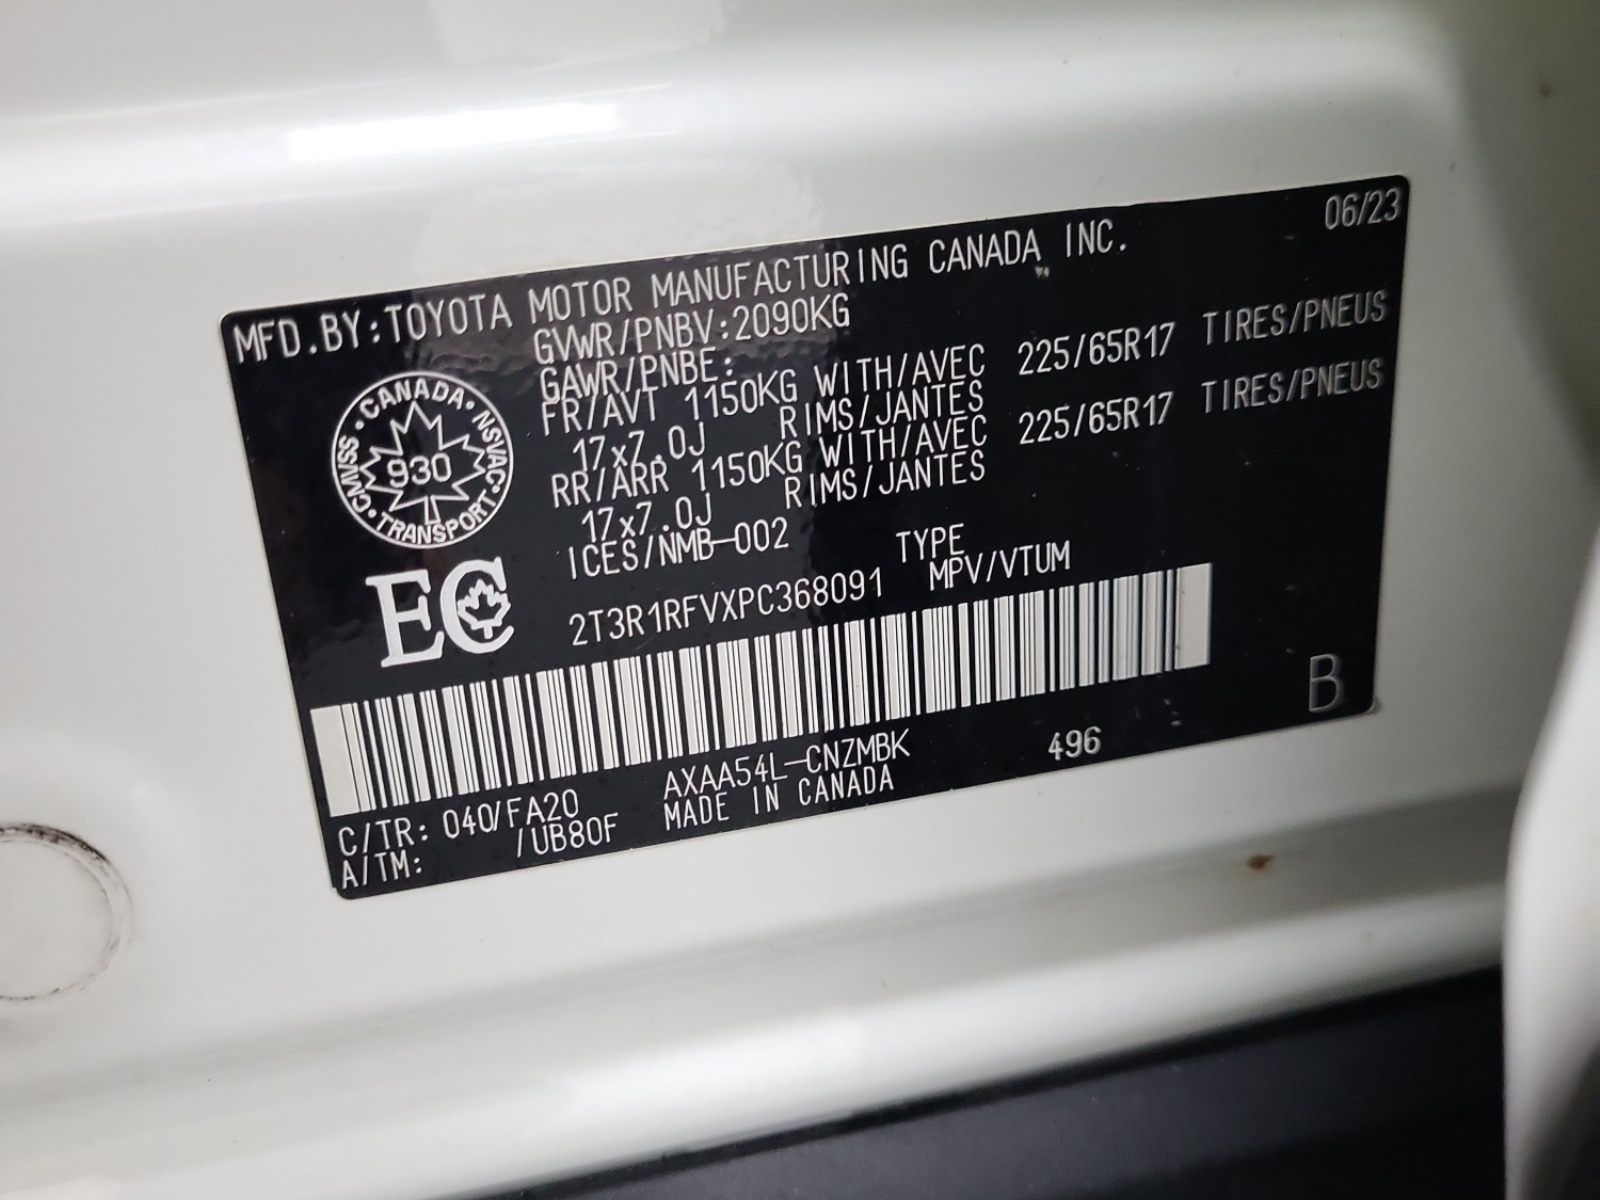 06/23
MFD.BY:TOYOTA MOTOR MANUFACTURING CANADA INC.
GVWR/PNBV:2090KG
GAWR/PNBE:
FR/AVT 1150KG WITH/AVEC 225/65R17 TIRES/PNEUS
17x7.0J RIMS/JANTES
RR/ARR 1150KG WITH/AVEC 225/65R17 TIRES/PNEUS
17x7.0J RIMS/JANTES
ICES/NMB-002
CANADA · NSVAC · TRANSPORT · CMVSS
930
EC
TYPE
2T3R1RFVXPC368091 MPV/VTUM
B
C/TR: 040/FA20 AXAA54L-CNZMBK 496
A/TM: /UB80F MADE IN CANADA